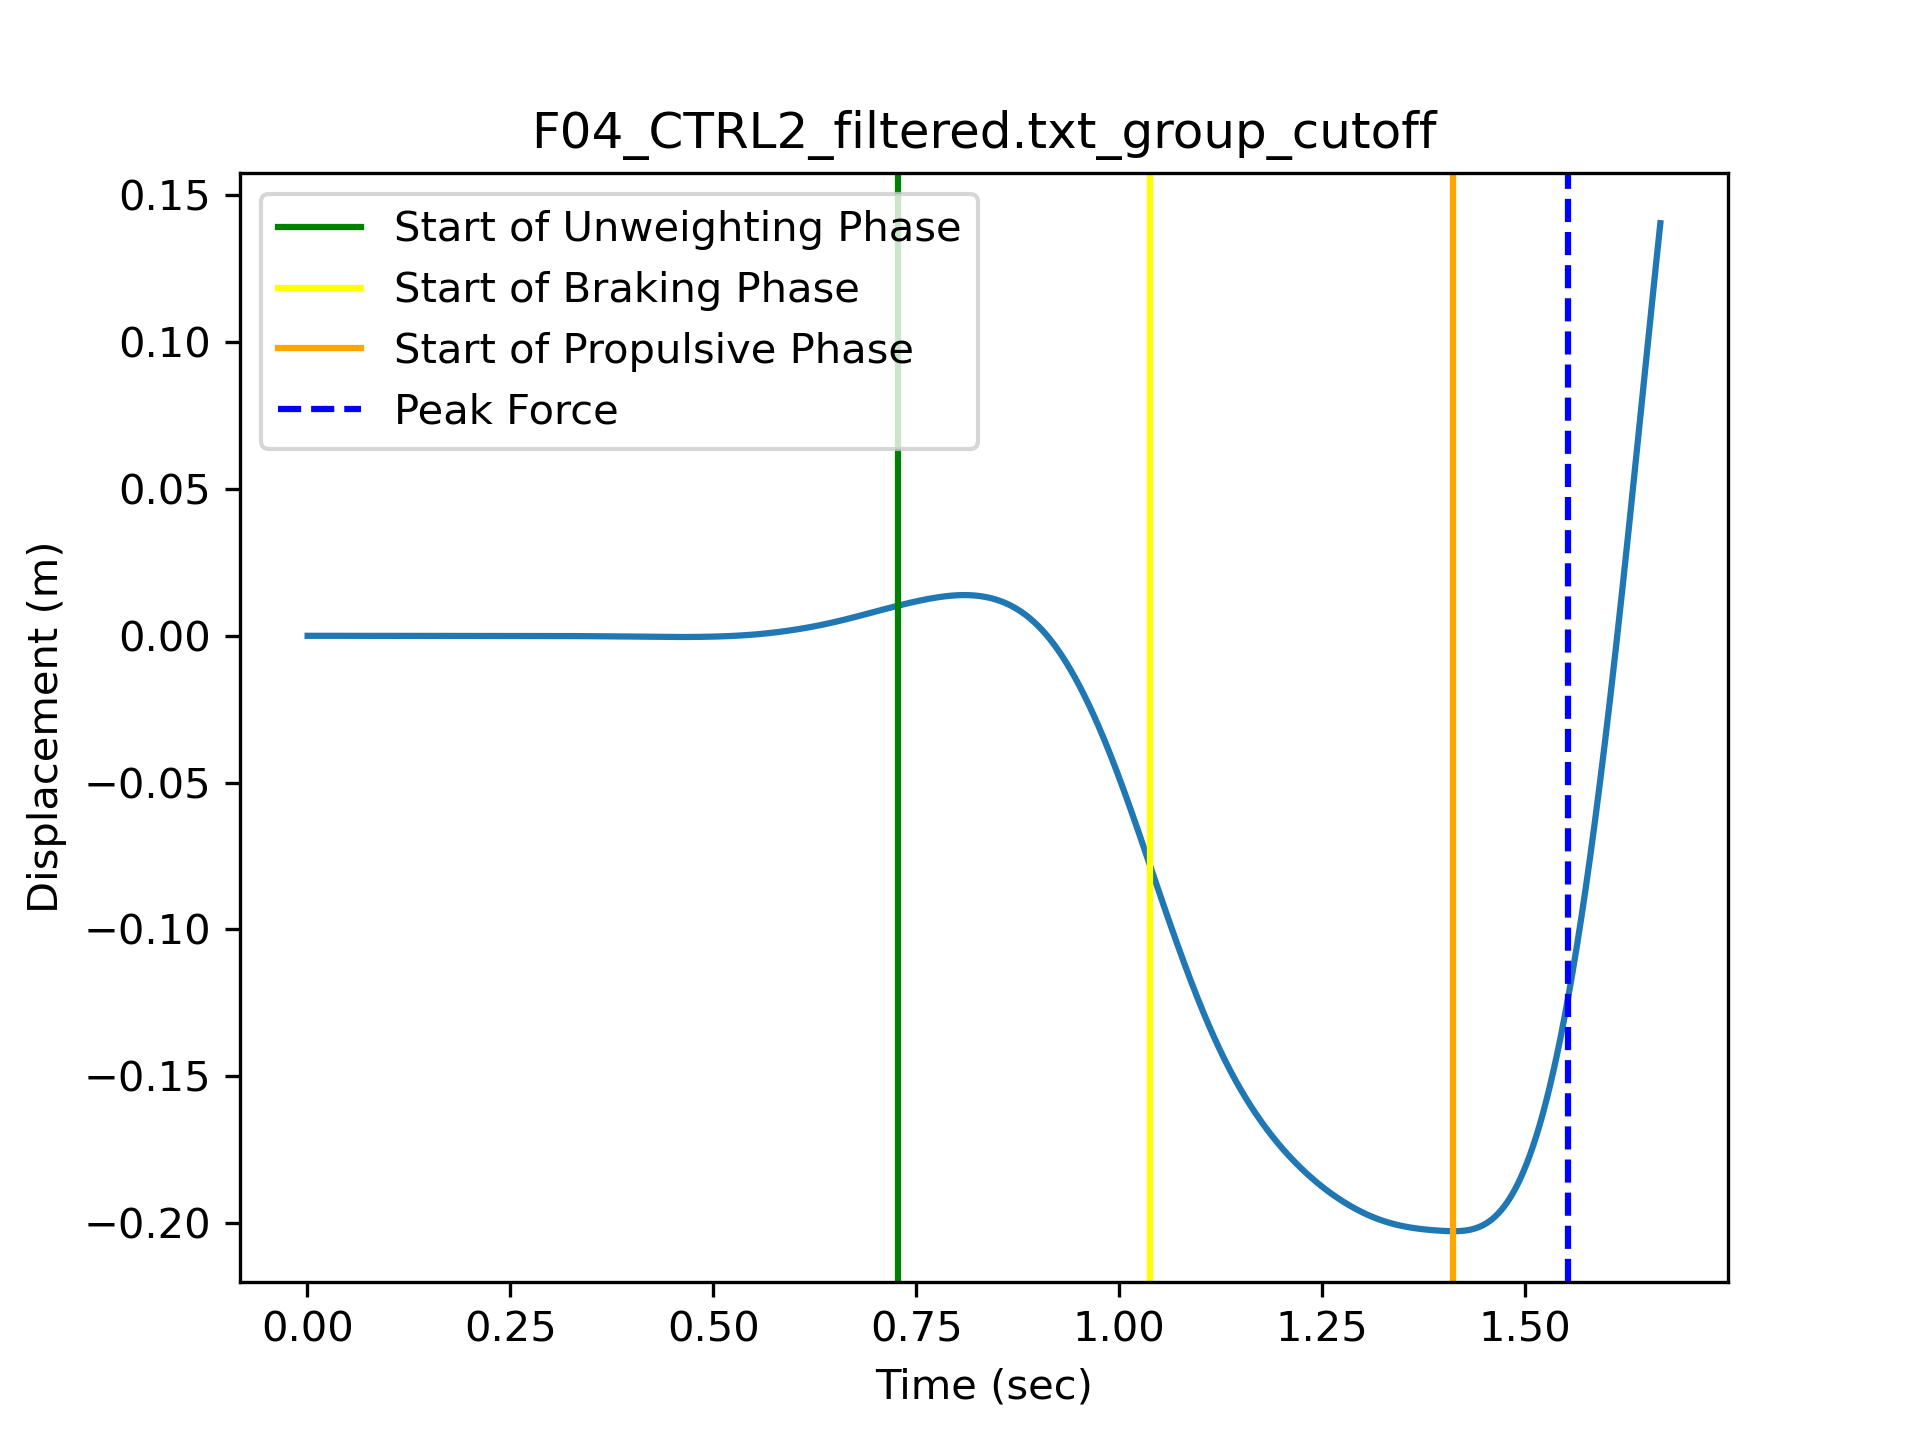 F04_CTRL2_filtered.txt_group_cutoff
0.15
0.10
0.05
0.00
−0.05
−0.10
−0.15
−0.20
Displacement (m)
Start of Unweighting Phase
Start of Braking Phase
Start of Propulsive Phase
Peak Force
0.00 0.25 0.50 0.75 1.00 1.25 1.50
Time (sec)